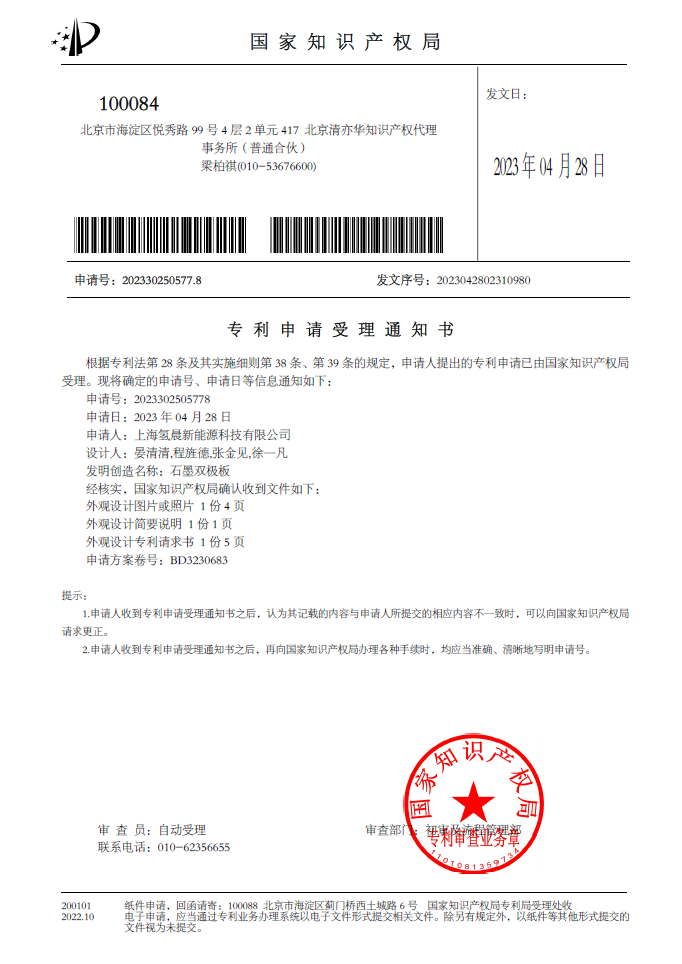 国家知识产权局
100084
北京市海淀区悦秀路 99 号 4 层 2 单元 417 北京清亦华知识产权代理
事务所（普通合伙）
梁柏祺(010-53676600)
发文日：
2023 年 04 月 28 日
申请号：202330250577.8
发文序号：2023042802310980
专利申请受理通知书
根据专利法第 28 条及其实施细则第 38 条、第 39 条的规定，申请人提出的专利申请已由国家知识产权局
受理。现将确定的申请号、申请日等信息通知如下：
申请号：2023302505778
申请日：2023 年 04 月 28 日
申请人：上海氢晨新能源科技有限公司
设计人：晏清清,程旌德,张金见,徐一凡
发明创造名称：石墨双极板
经核实，国家知识产权局确认收到文件如下：
外观设计图片或照片 1 份 4 页
外观设计简要说明 1 份 1 页
外观设计专利请求书 1 份 5 页
申请方案卷号：BD3230683
提示：
1.申请人收到专利申请受理通知书之后，认为其记载的内容与申请人所提交的相应内容不一致时，可以向国家知识产权局
请求更正。
2.申请人收到专利申请受理通知书之后，再向国家知识产权局办理各种手续时，均应当准确、清晰地写明申请号。
国家知识产权局
审 查 员：自动受理
审查部门：初审及流程管理部
专利审查业务章
联系电话：010-62356655
1101081359734
200101
2022.10
纸件申请，回函请寄：100088 北京市海淀区蓟门桥西土城路 6 号 国家知识产权局专利局受理处收
电子申请，应当通过专利业务办理系统以电子文件形式提交相关文件。除另有规定外，以纸件等其他形式提交的
文件视为未提交。